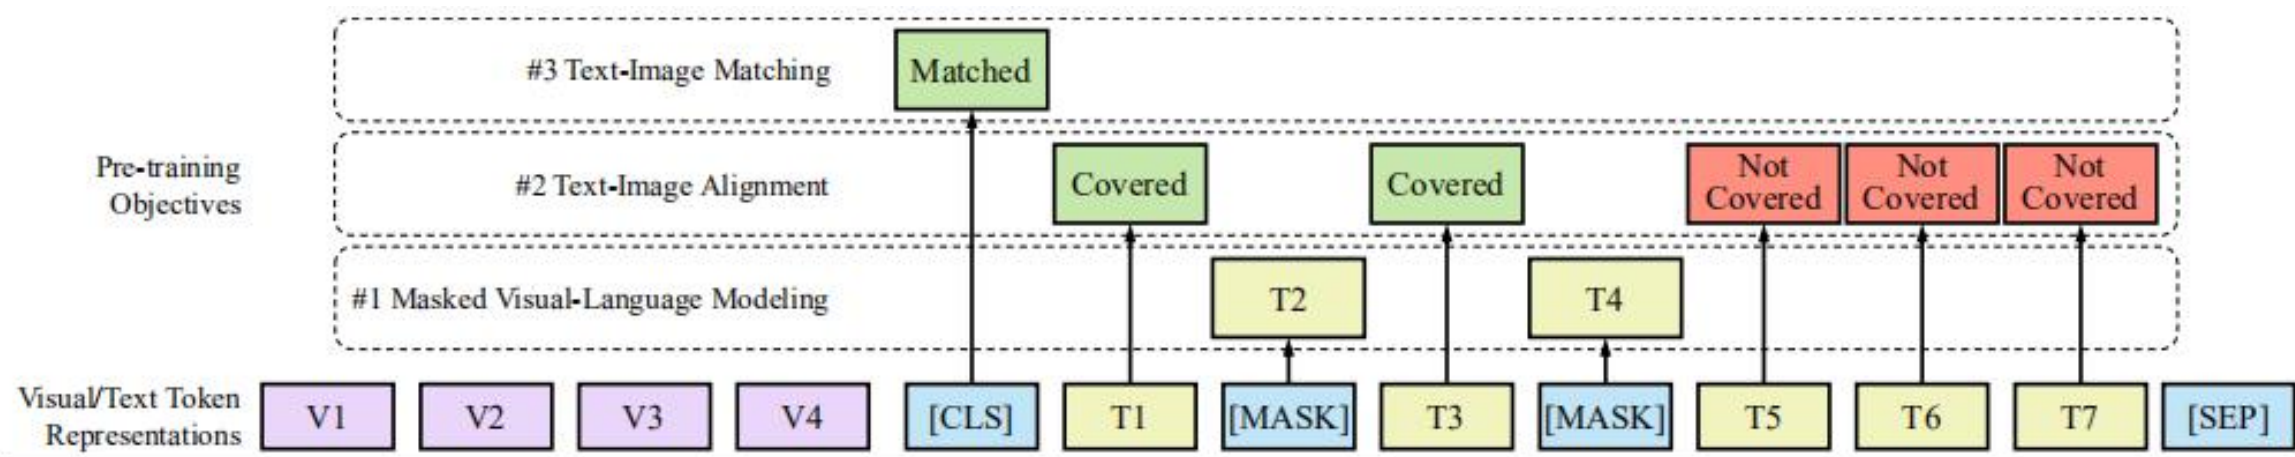 #3 Text-Image Matching Matched
Pre-training
Objectives
#2 Text-Image Alignment Covered Covered Not Covered Not Covered Not Covered
#1 Masked Visual-Language Modeling T2 T4
Visual/Text Token
Representations
V1 V2 V3 V4 [CLS] T1 [MASK] T3 [MASK] T5 T6 T7 [SEP]